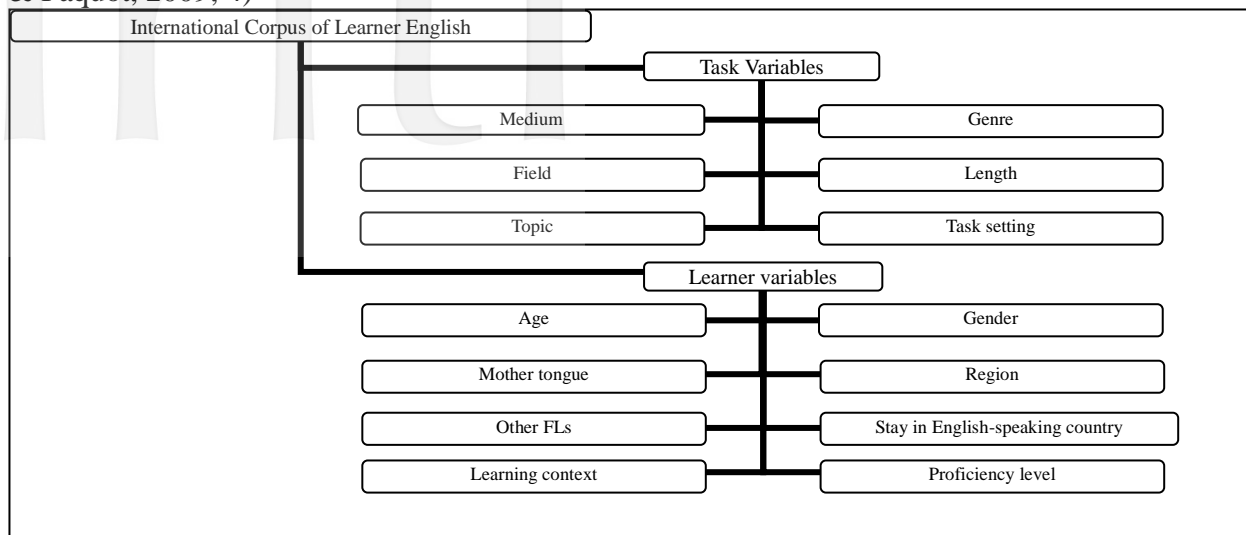 International Corpus of Learner English
Task Variables
Medium
Genre
Field
Length
Topic
Task setting
Learner variables
Age
Gender
Mother tongue
Region
Other FLs
Stay in English-speaking country
Learning context
Proficiency level